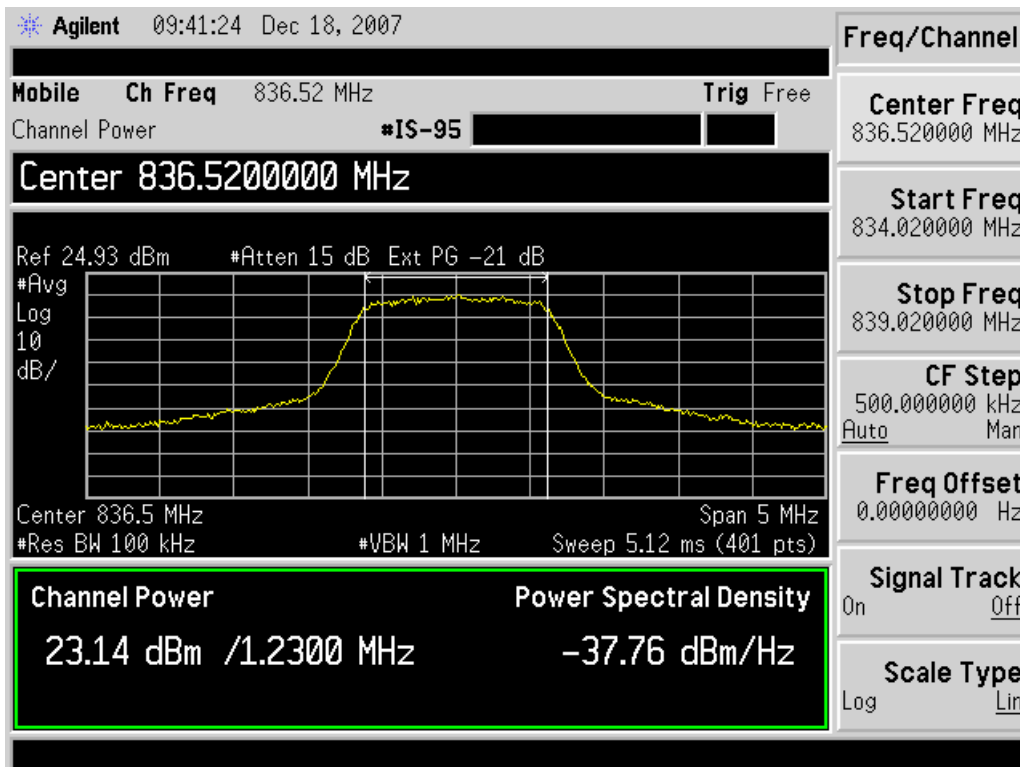 Agilent 09:41:24 Dec 18, 2007
Mobile Ch Freq 836.52 MHz Trig Free
Channel Power #IS-95
Center 836.5200000 MHz
Ref 24.93 dBm #Atten 15 dB Ext PG -21 dB
#Avg
Log
10
dB/
Center 836.5 MHz Span 5 MHz
#Res BW 100 kHz #VBW 1 MHz Sweep 5.12 ms (401 pts)
Channel Power Power Spectral Density
23.14 dBm /1.2300 MHz -37.76 dBm/Hz
Freq/Channel
Center Freq
836.520000 MHz
Start Freq
834.020000 MHz
Stop Freq
839.020000 MHz
CF Step
500.000000 kHz
Auto Man
Freq Offset
0.00000000 Hz
Signal Track
On Off
Scale Type
Log Lin